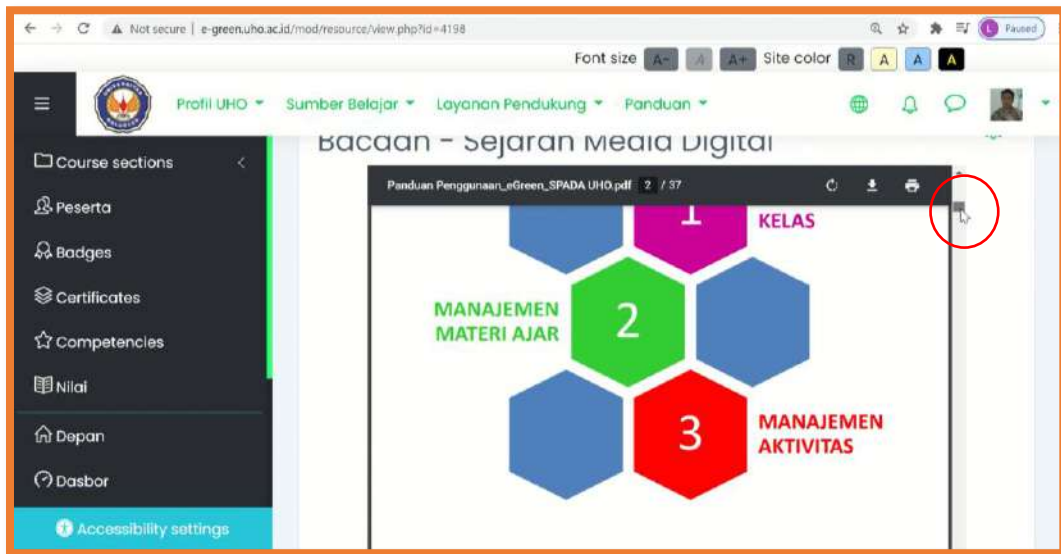 Not secure | e-green.uho.ac.id/mod/resource/view.php?id=4198
L Paused
Font size A- A A+ Site color R A A A
Profil UHO Sumber Belajar Layanan Pendukung Panduan
Bacaan - Sejarah Media Digital
Course sections
Peserta
Badges
Certificates
Competencies
Nilai
Depan
Dasbor
Accessibility settings
Panduan Penggunaan_eGreen_SPADA UHO.pdf 2 / 37
1
KELAS
MANAJEMEN
MATERI AJAR
2
3
MANAJEMEN
AKTIVITAS